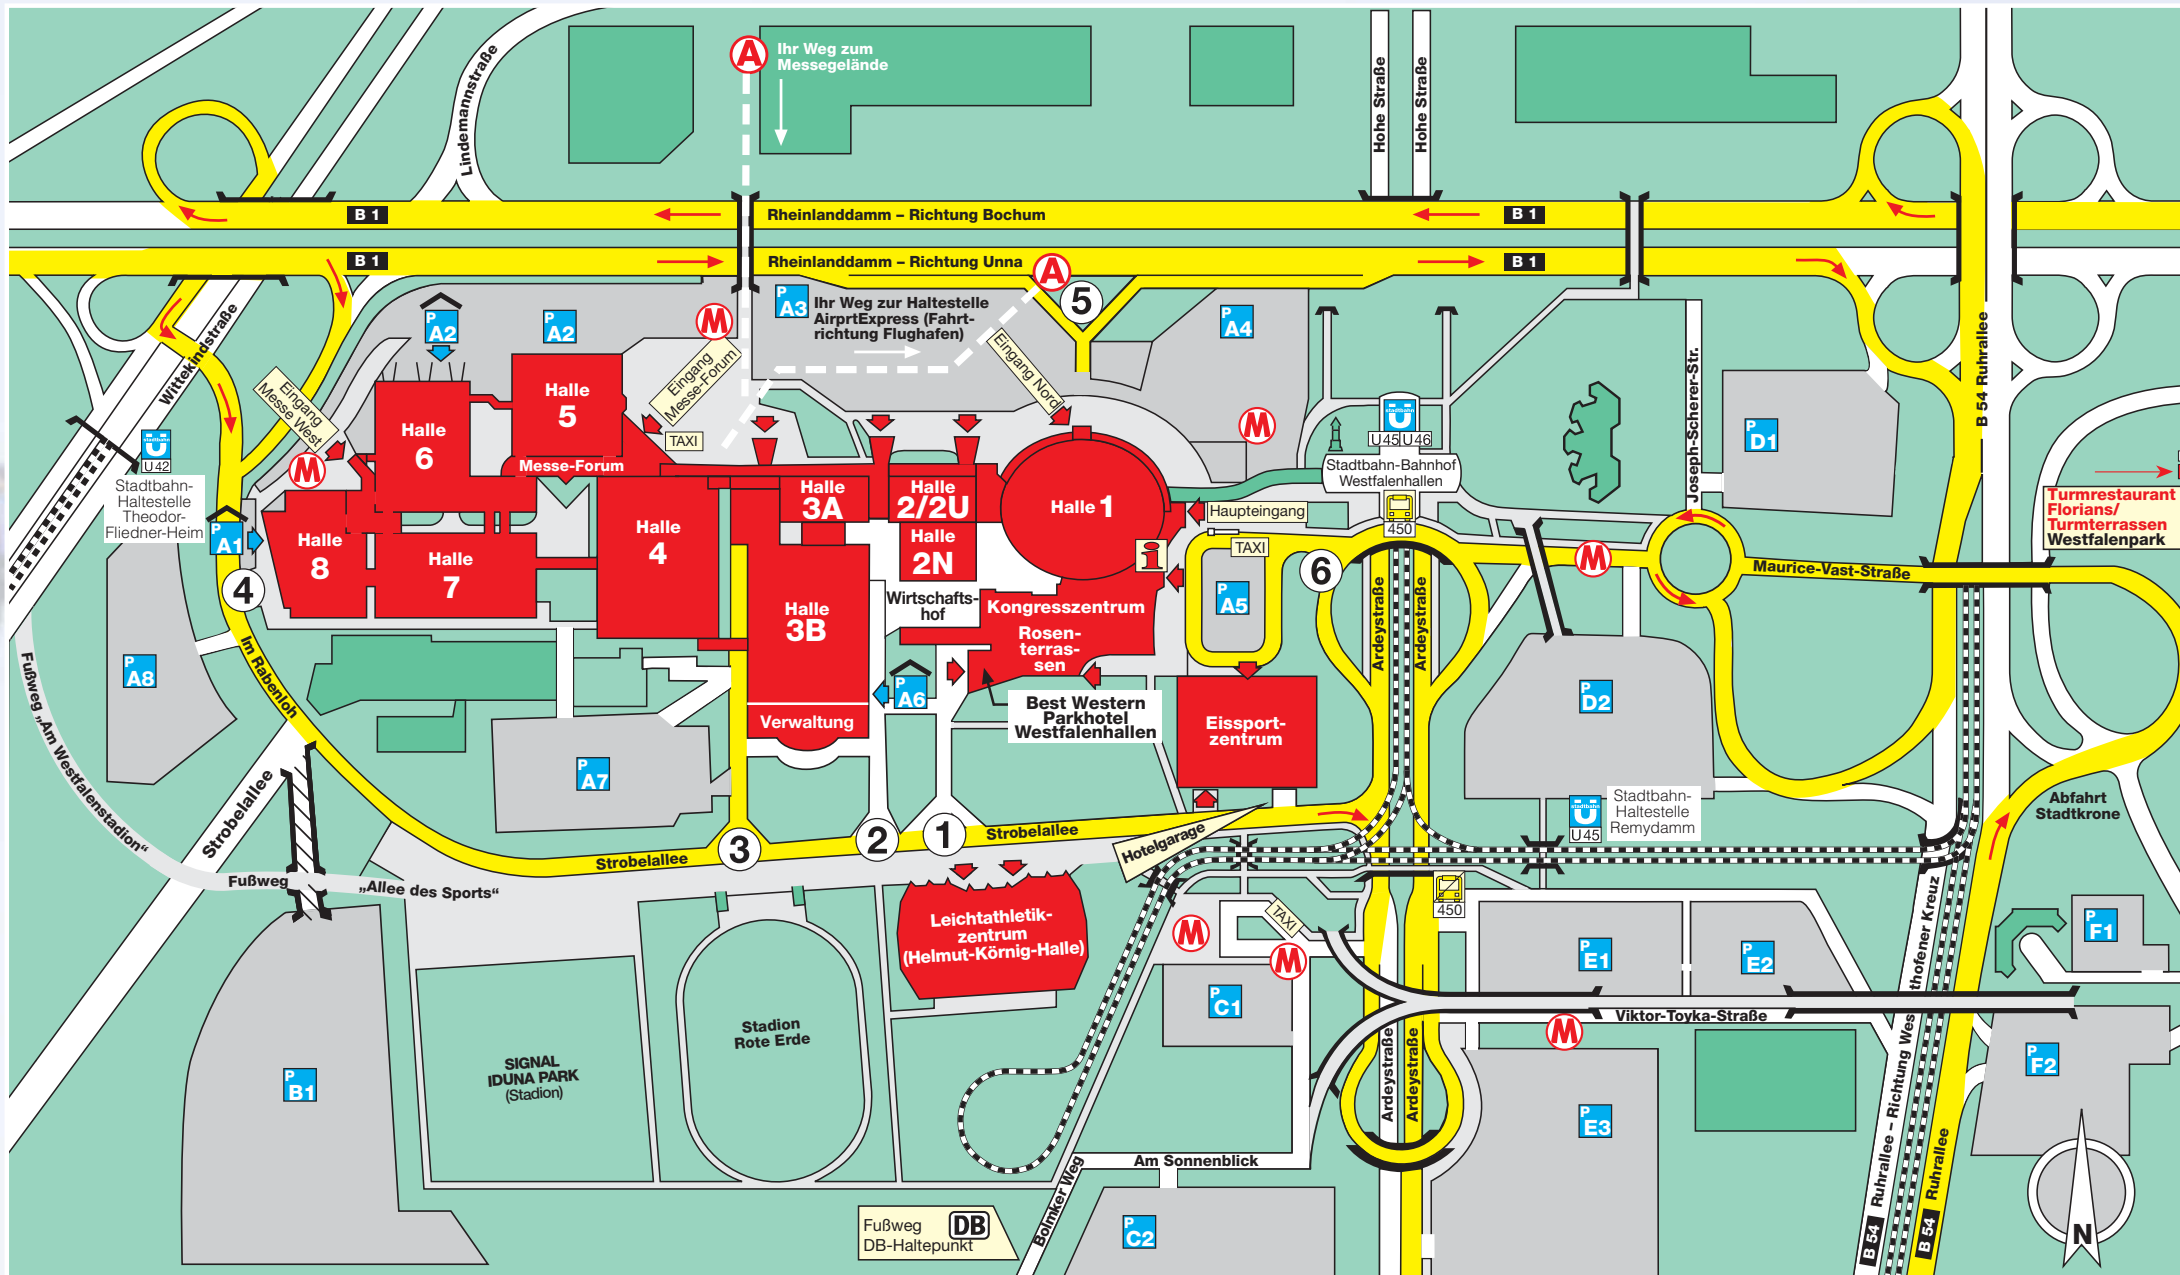 Lindemannstraße
A
Ihr Weg zum
Messegelände
Hohe Straße
Hohe Straße
B 1
Rheinlanddamm – Richtung Bochum
B 1
B 1
Rheinlanddamm – Richtung Unna
B 1
A
5
P A3
Ihr Weg zur Haltestelle
AirprtExpress (Fahrt-
richtung Flughafen)
P A4
P A2
P A2
M
Wittekindstraße
Eingang
Messe-Forum
Eingang Nord
Eingang
Messe West
TAXI
M
M
Halle
5
Halle
6
Messe-Forum
stadtbahn
U
U42
Stadtbahn-
Haltestelle
Theodor-
Fliedner-Heim
stadtbahn
U
U45 U46
Stadtbahn-Bahnhof
Westfalenhallen
450
Joseph-Scherer-Str.
P D1
B 54 Ruhrallee
Turmrestaurant
Florians/
Turmterrassen
Westfalenpark
Halle
3A
Halle
2/2U
Halle 1
Haupteingang
P A1
Halle
8
Halle
7
Halle
4
Halle
2N
i
TAXI
6
M
Maurice-Vast-Straße
4
Halle
3B
Wirtschafts-
hof
Kongresszentrum
Rosen-
terras-
sen
P A5
Ardeystraße
Ardeystraße
P A8
Im Rabenloh
P A6
Best Western
Parkhotel
Westfalenhallen
Verwaltung
Eissport-
zentrum
P D2
Fußweg „Am Westfalenstadion“
P A7
Strobelallee
stadtbahn
U
U45
Stadtbahn-
Haltestelle
Remydamm
Abfahrt
Stadtkrone
3
2
1
Strobelallee
Strobelallee
Hotelgarage
Fußweg
„Allee des Sports“
450
Leichtathletik-
zentrum
(Helmut-Körnig-Halle)
M
TAXI
M
P E1
P E2
P F1
P C1
Viktor-Toyka-Straße
M
Stadion
Rote Erde
SIGNAL
IDUNA PARK
(Stadion)
P B1
Ardeystraße
Ardeystraße
P E3
P F2
Am Sonnenblick
Bolmker Weg
Fußweg DB
DB-Haltepunkt
P C2
B 54 Ruhrallee – Richtung Westhofener Kreuz
B 54 Ruhrallee
N